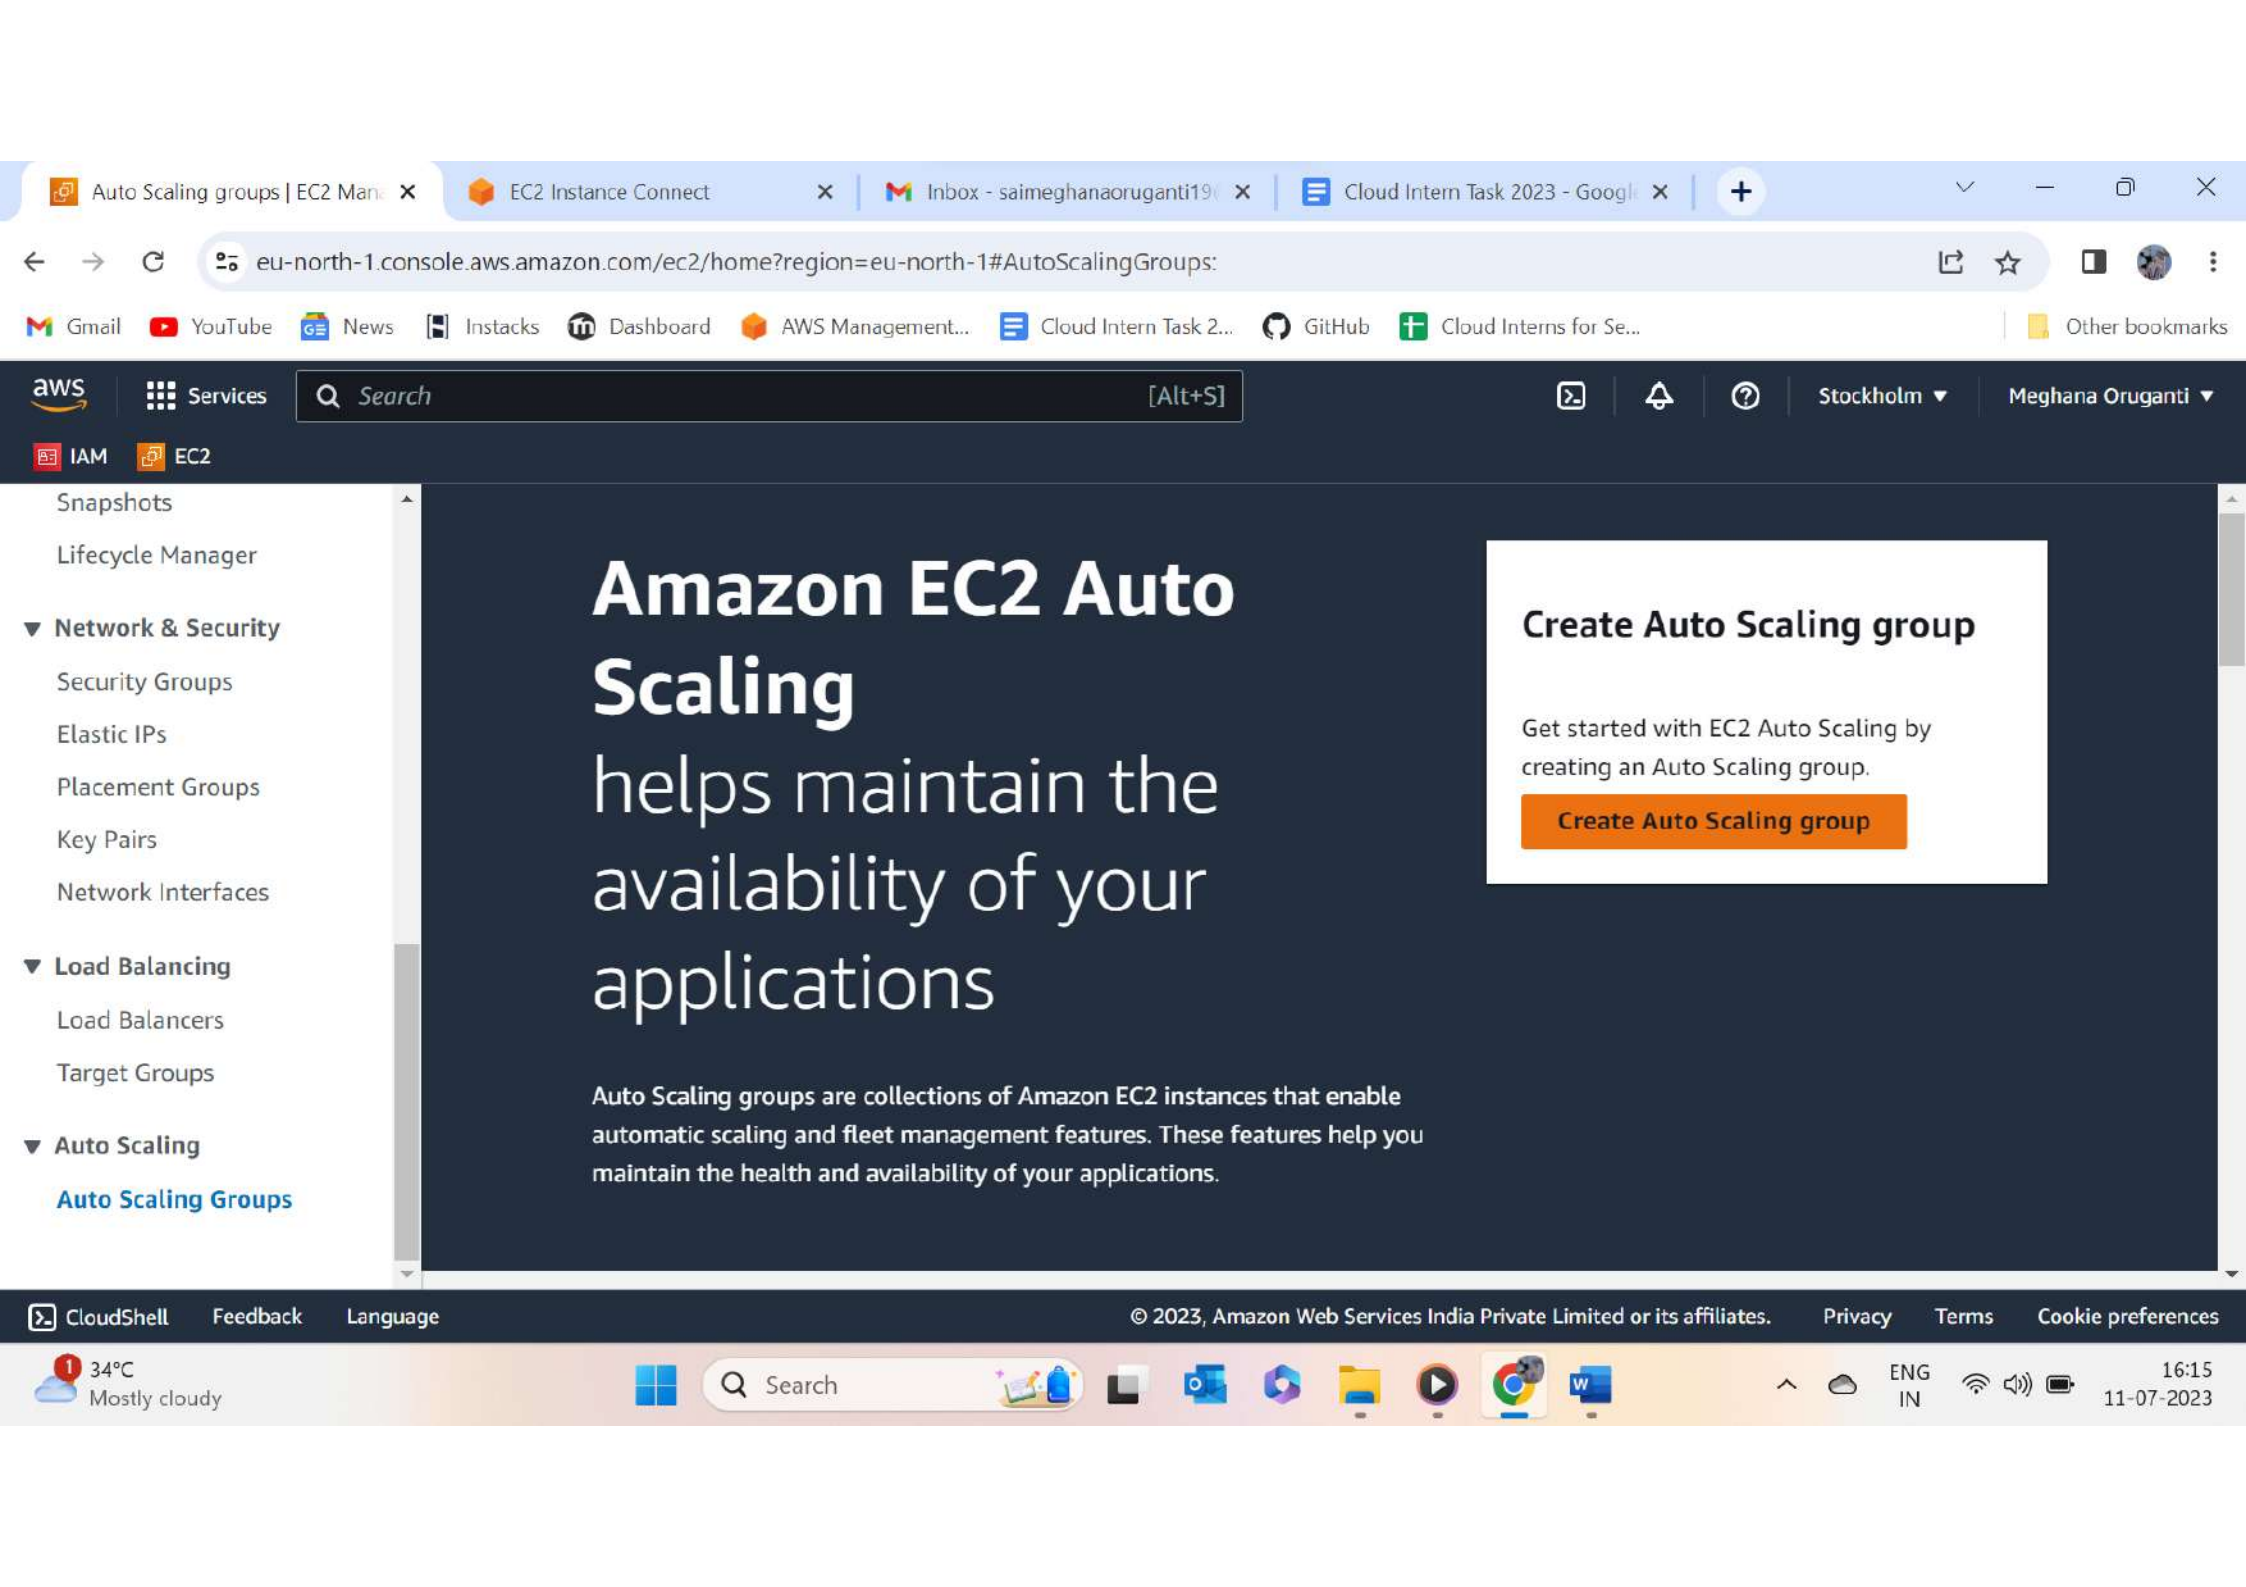 Auto Scaling groups | EC2 Mana
EC2 Instance Connect
Inbox - saimeghanaoruganti19
Cloud Intern Task 2023 - Googl
eu-north-1.console.aws.amazon.com/ec2/home?region=eu-north-1#AutoScalingGroups:
Gmail YouTube News Instacks Dashboard AWS Management... Cloud Intern Task 2... GitHub Cloud Interns for Se... Other bookmarks
aws Services Search [Alt+S] Stockholm Meghana Oruganti
IAM EC2
Snapshots
Lifecycle Manager
Network & Security
Security Groups
Elastic IPs
Placement Groups
Key Pairs
Network Interfaces
Load Balancing
Load Balancers
Target Groups
Auto Scaling
Auto Scaling Groups
Amazon EC2 Auto
Scaling
helps maintain the
availability of your
applications
Auto Scaling groups are collections of Amazon EC2 instances that enable
automatic scaling and fleet management features. These features help you
maintain the health and availability of your applications.
Create Auto Scaling group
Get started with EC2 Auto Scaling by
creating an Auto Scaling group.
Create Auto Scaling group
CloudShell Feedback Language © 2023, Amazon Web Services India Private Limited or its affiliates. Privacy Terms Cookie preferences
1
34°C
Mostly cloudy
Search
ENG
IN
16:15
11-07-2023